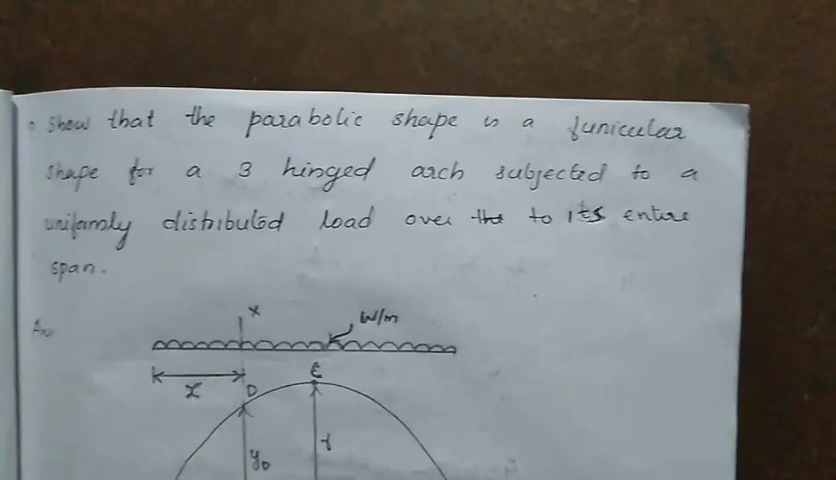 Show that the parabolic shape is a funicular
shape for a 3 hinged arch subjected to a
uniformly distributed load over the to its entire
span.
x
W/m
x
D
C
y₀